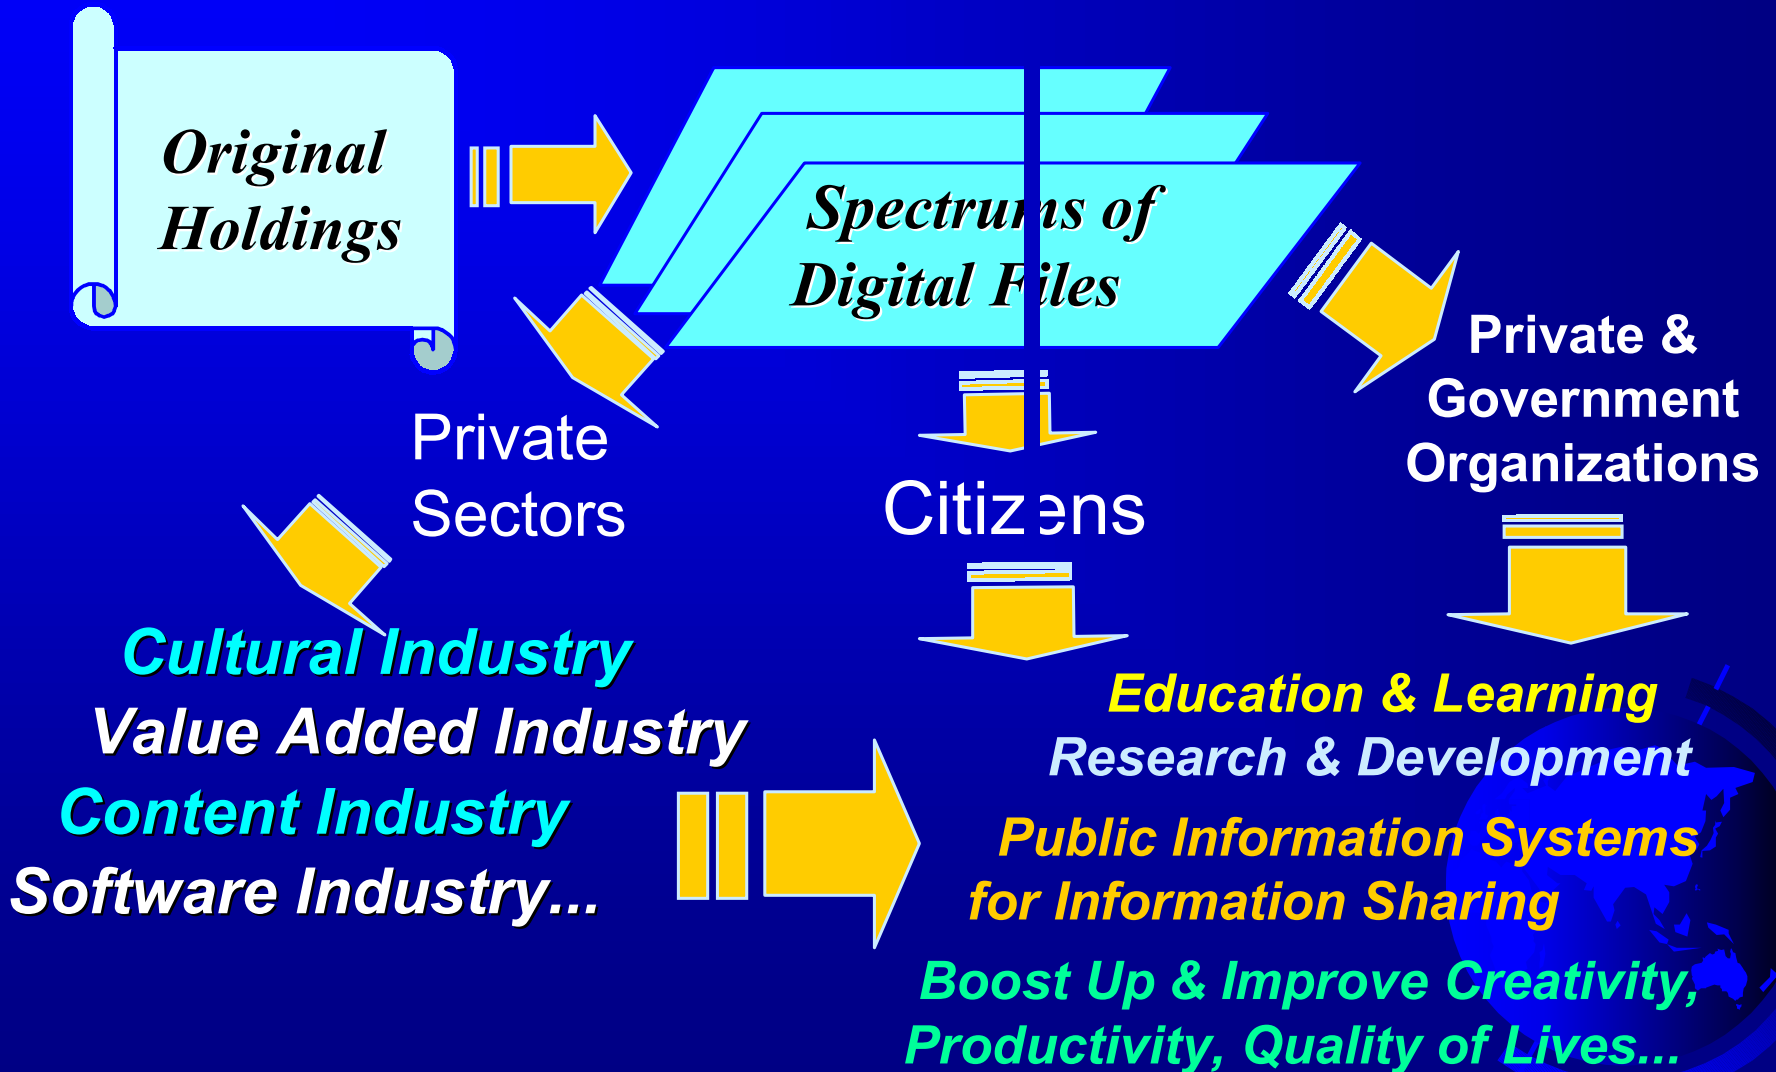 Original
Holdings
Spectrums of
Digital Files
Private
Sectors
Citizens
Private &
Government
Organizations
Cultural Industry
Value Added Industry
Content Industry
Software Industry...
Education & Learning
Research & Development
Public Information Systems
for Information Sharing
Boost Up & Improve Creativity,
Productivity, Quality of Lives...